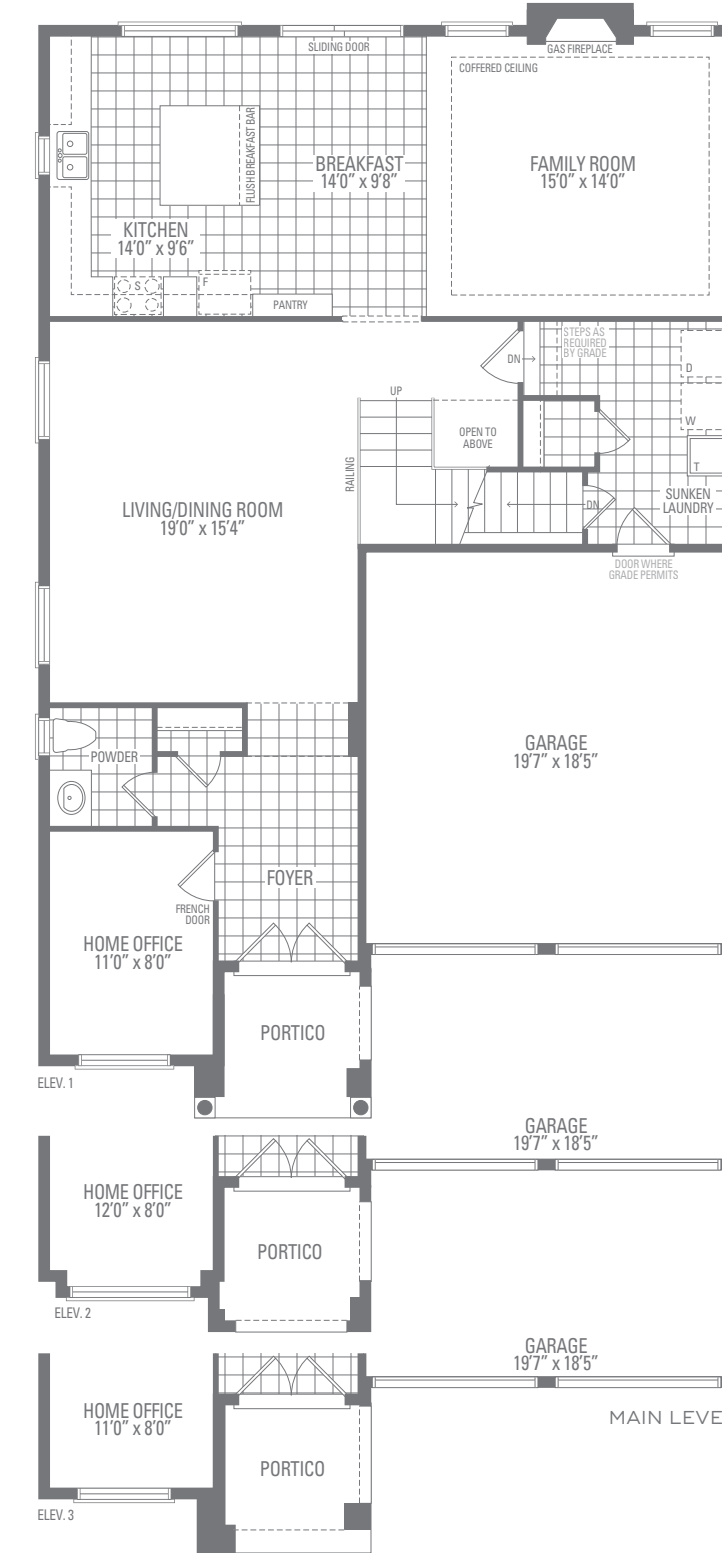 SLIDING DOOR
GAS FIREPLACE
COFFERED CEILING
FLUSH BREAKFAST BAR
BREAKFAST
14'0" x 9'8"
FAMILY ROOM
15'0" x 14'0"
KITCHEN
14'0" x 9'6"
S
F
PANTRY
STEPS AS
REQUIRED
BY GRADE
DN
D
UP
W
OPEN TO
ABOVE
T
RAILING
SUNKEN
LAUNDRY
DN
LIVING/DINING ROOM
19'0" x 15'4"
DOOR WHERE
GRADE PERMITS
GARAGE
19'7" x 18'5"
POWDER
FOYER
FRENCH
DOOR
HOME OFFICE
11'0" x 8'0"
PORTICO
ELEV. 1
GARAGE
19'7" x 18'5"
HOME OFFICE
12'0" x 8'0"
PORTICO
ELEV. 2
GARAGE
19'7" x 18'5"
HOME OFFICE
11'0" x 8'0"
MAIN LEVE
PORTICO
ELEV. 3